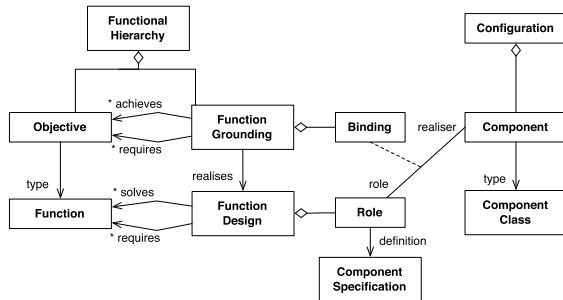 Functional
Hierarchy
Configuration
* achieves
Objective
Function
Grounding
Binding
realiser
Component
* requires
type
realises
role
type
* solves
Function
Function
Design
Role
Component
Class
* requires
definition
Component
Specification